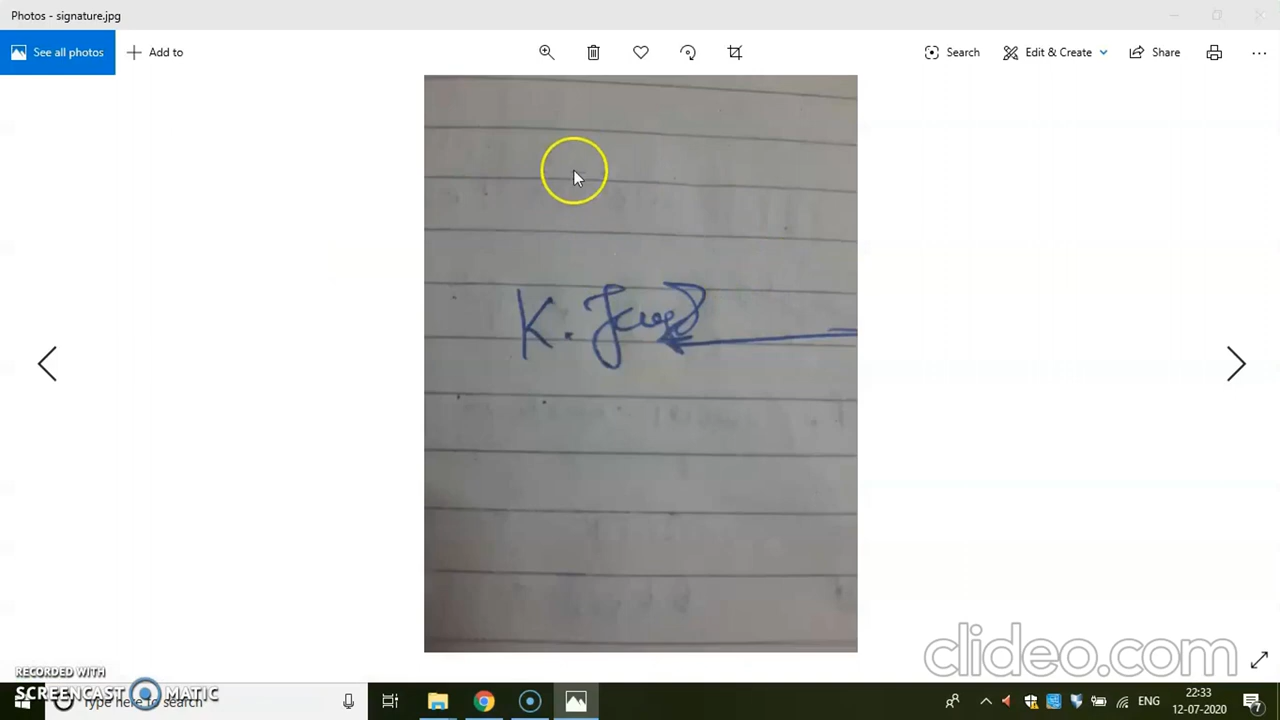 Photos - signature.jpg
See all photos
Add to
Search
Edit & Create
Share
K.
clideo.com
RECORDED WITH
SCREENCAST MATIC
Type here to search
ENG
22:33
12-07-2020
7